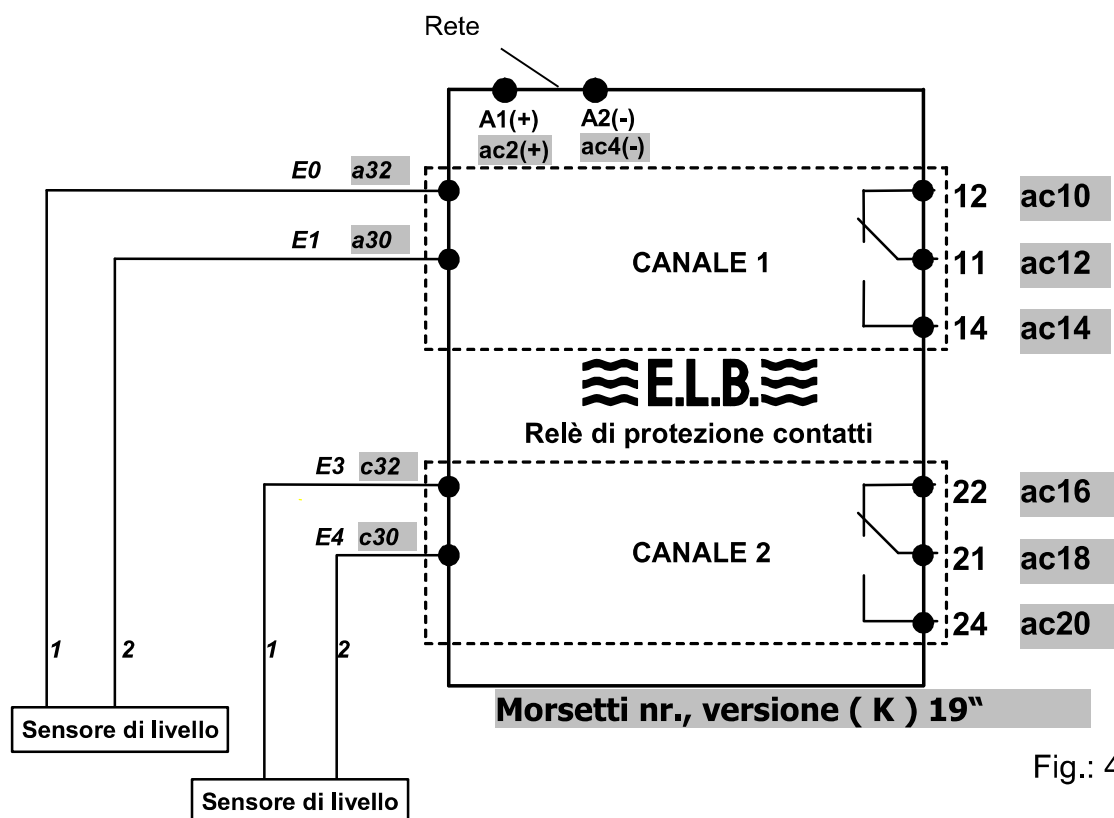 Rete
A1(+) A2(-)
ac2(+) ac4(-)
E0 a32
12 ac10
E1 a30
CANALE 1
11 ac12
14 ac14
E.L.B.
Relè di protezione contatti
E3 c32
22 ac16
E4 c30
CANALE 2
21 ac18
24 ac20
1 2 1 2
Morsetti nr., versione ( K ) 19“
Sensore di livello
Fig.: 4
Sensore di livello